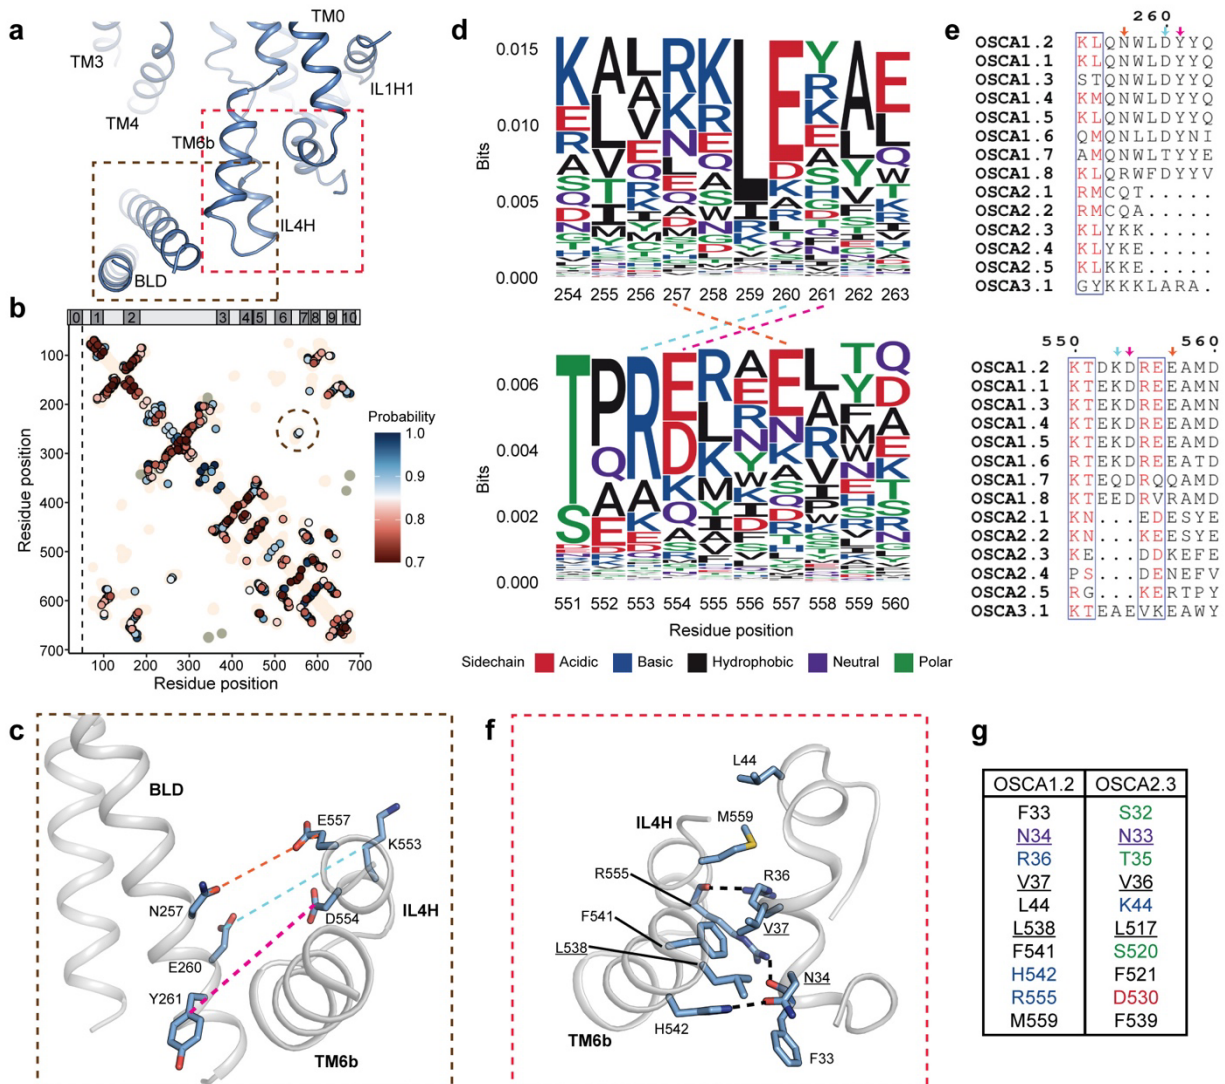 a
TM0
TM3
IL1H1
TM4
TM6b
IL4H
BLD
b
0 1 2 3 4 5 6 7 8 9 10
100
200
300
400
500
600
700
Residue position
100 200 300 400 500 600 700
Residue position
Probability
1.0
0.9
0.8
0.7
c
BLD
E557
K553
N257
D554
IL4H
E260
Y261
TM6b
d
0.015
0.010
0.005
0.000
Bits
K A L R K L E Y A E
254 255 256 257 258 259 260 261 262 263
0.006
0.004
0.002
0.000
Bits
T P R E R A E L T Q
551 552 553 554 555 556 557 558 559 560
Residue position
Sidechain Acidic Basic Hydrophobic Neutral Polar
e
260
OSCA1.2 KLQNWLDYYQ
OSCA1.1 KLQNWLDYYQ
OSCA1.3 STQNWLDYYQ
OSCA1.4 KMQNWLDYYQ
OSCA1.5 KLQNWLDYYQ
OSCA1.6 QMQNLLDYNI
OSCA1.7 AMQNWLTYYE
OSCA1.8 KLQRWFDYYV
OSCA2.1 RMCQT.....
OSCA2.2 RMCQA.....
OSCA2.3 KLYKK.....
OSCA2.4 KLYKE.....
OSCA2.5 KLKKE.....
OSCA3.1 GYKKKLARA.
550 560
OSCA1.2 KTDKDREEAMD
OSCA1.1 KTEKDREEAMN
OSCA1.3 KTEKDREEAMN
OSCA1.4 KTEKDREEAMD
OSCA1.5 KTEKDREEAMD
OSCA1.6 RTEKDREEATD
OSCA1.7 KTEQDRQQAMD
OSCA1.8 KTEEDRVRAMD
OSCA2.1 KN...EDESYE
OSCA2.2 KN...KEESYE
OSCA2.3 KE...DDKEFE
OSCA2.4 PS...DENEFV
OSCA2.5 RG...KERTPY
OSCA3.1 KTEAEVKEAWY
f
L44
M559
IL4H
R36
R555
F541
V37
L538
N34
H542
TM6b
F33
g
OSCA1.2 OSCA2.3
F33 S32
N34 N33
R36 T35
V37 V36
L44 K44
L538 L517
F541 S520
H542 F521
R555 D530
M559 F539